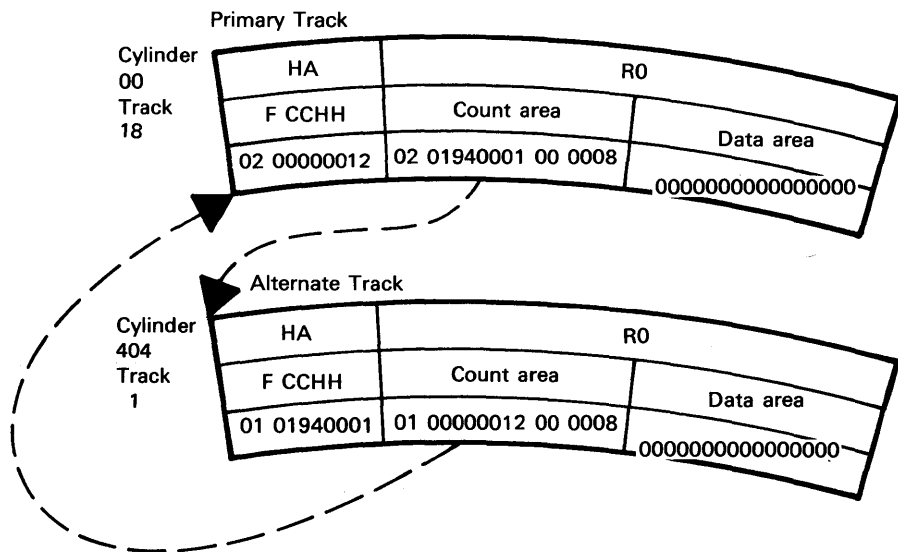 Primary Track
Cylinder
00
Track
18
HA R0
F CCHH Count area Data area
02 00000012 02 01940001 00 0008 0000000000000000
Alternate Track
Cylinder
404
Track
1
HA R0
F CCHH Count area Data area
01 01940001 01 00000012 00 0008 0000000000000000